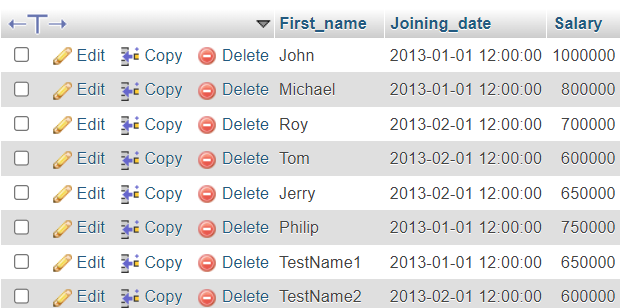 First_name Joining_date Salary
Edit Copy Delete John 2013-01-01 12:00:00 1000000
Edit Copy Delete Michael 2013-01-01 12:00:00 800000
Edit Copy Delete Roy 2013-02-01 12:00:00 700000
Edit Copy Delete Tom 2013-02-01 12:00:00 600000
Edit Copy Delete Jerry 2013-02-01 12:00:00 650000
Edit Copy Delete Philip 2013-01-01 12:00:00 750000
Edit Copy Delete TestName1 2013-01-01 12:00:00 650000
Edit Copy Delete TestName2 2013-02-01 12:00:00 600000